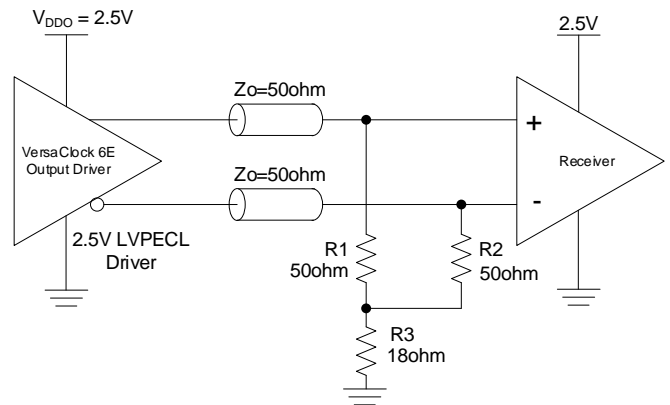 V_DDO = 2.5V
2.5V
Zo=50ohm
VersaClock 6E
Output Driver
+
Receiver
Zo=50ohm
-
2.5V LVPECL
Driver
R1
50ohm
R2
50ohm
R3
18ohm